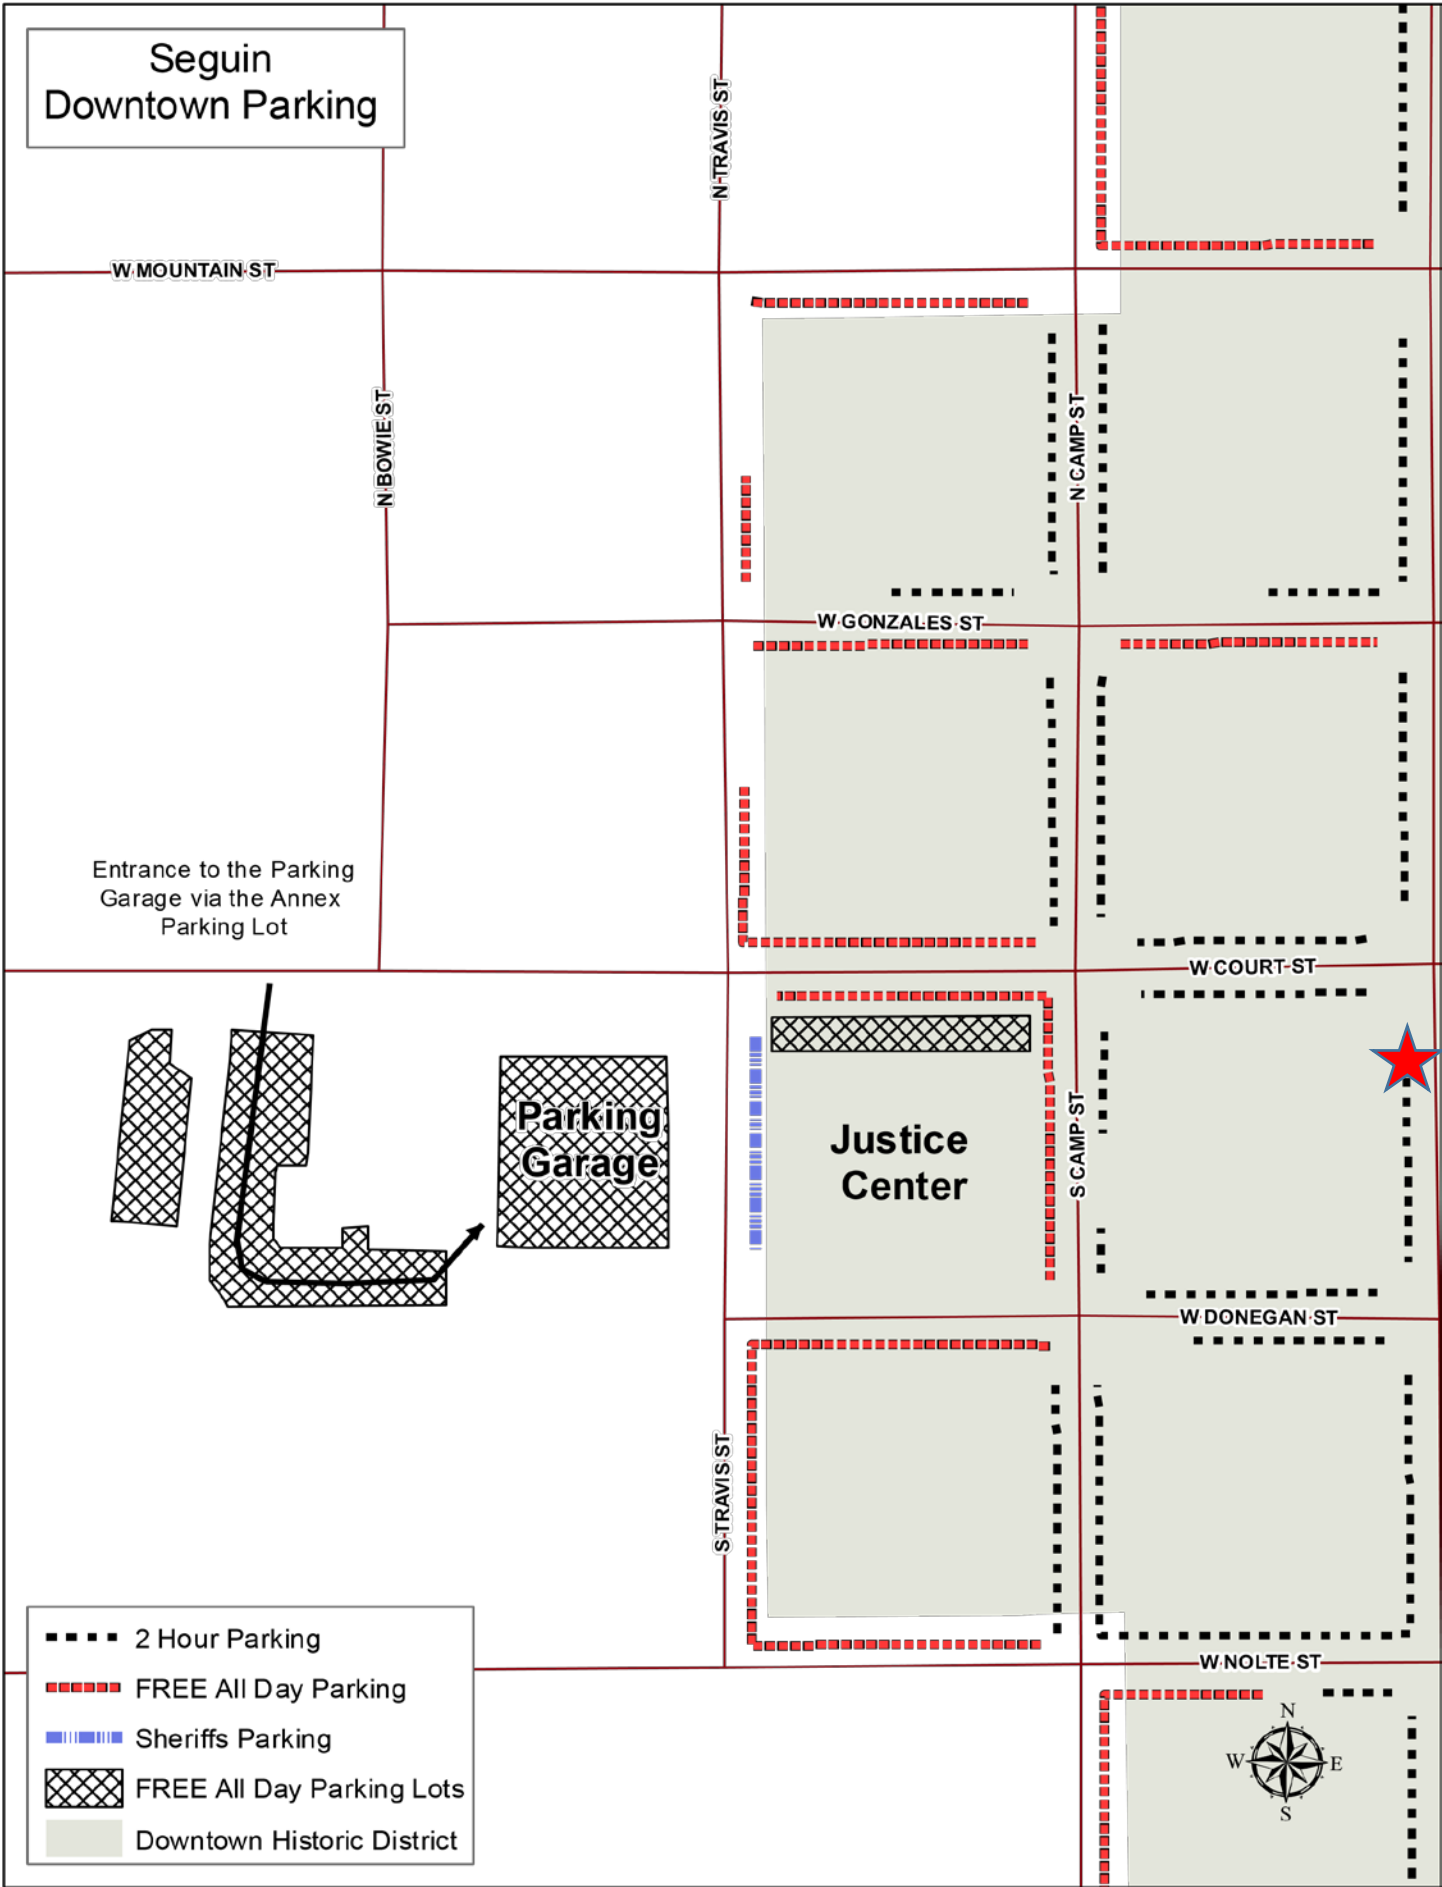 Seguin
Downtown Parking
N TRAVIS ST
W MOUNTAIN ST
N BOWIE ST
N CAMP ST
W GONZALES ST
Entrance to the Parking
Garage via the Annex
Parking Lot
W COURT ST
Parking
Garage
Justice
Center
S CAMP ST
W DONEGAN ST
S TRAVIS ST
2 Hour Parking
FREE All Day Parking
Sheriffs Parking
FREE All Day Parking Lots
Downtown Historic District
W NOLTE ST
N
W
E
S